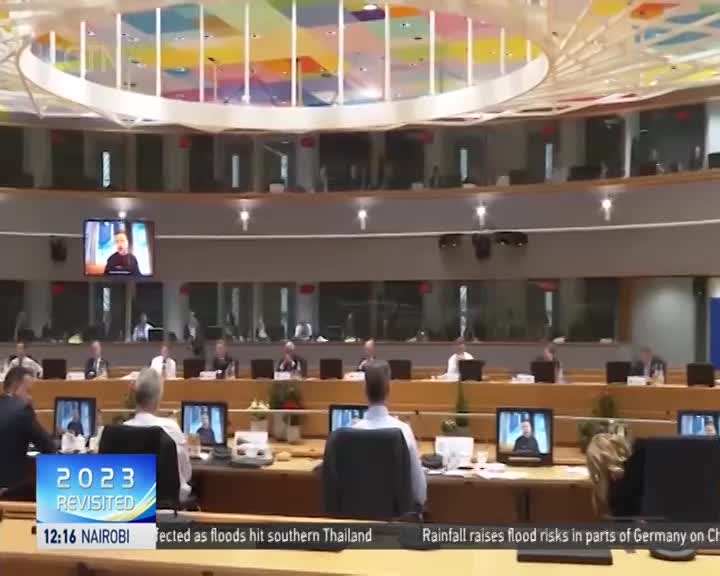 CGTN
2023
REVISITED
12:16 NAIROBI
fected as floods hit southern Thailand Rainfall raises flood risks in parts of Germany on Ch